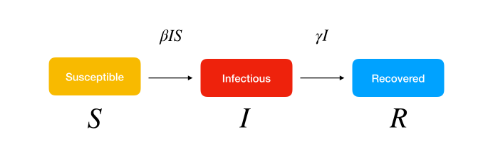 βIS γI
Susceptible Infectious Recovered
S I R